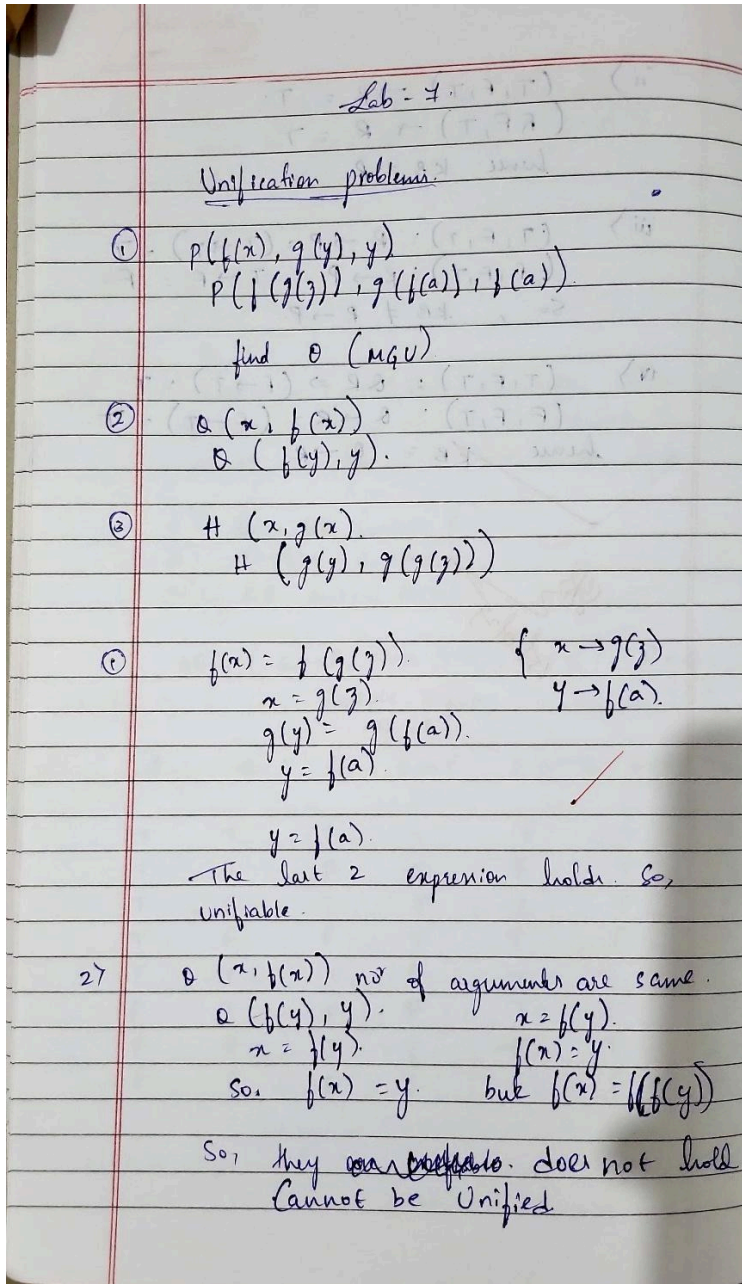 Lab - 7
Unification problems.
① P(f(x), g(y), y)
P(f(g(z)), g(f(a)), f(a))
find θ (MGU)
② Q (x, f(x))
Q (f(y), y).
③ H (x, g(x).
H (g(y), g(g(z)))
① f(x) = f(g(z)). { x → g(z)
x = g(z). y → f(a).
g(y) = g(f(a)).
y = f(a).
y = f(a).
The last 2 expression holds. So,
unifiable.
2) Q (x, f(x)) no. of arguments are same.
Q (f(y), y). x = f(y).
x = f(y). f(x) = y.
So, f(x) = y. but f(x) = f(f(y))
So, they does not hold
Cannot be Unified